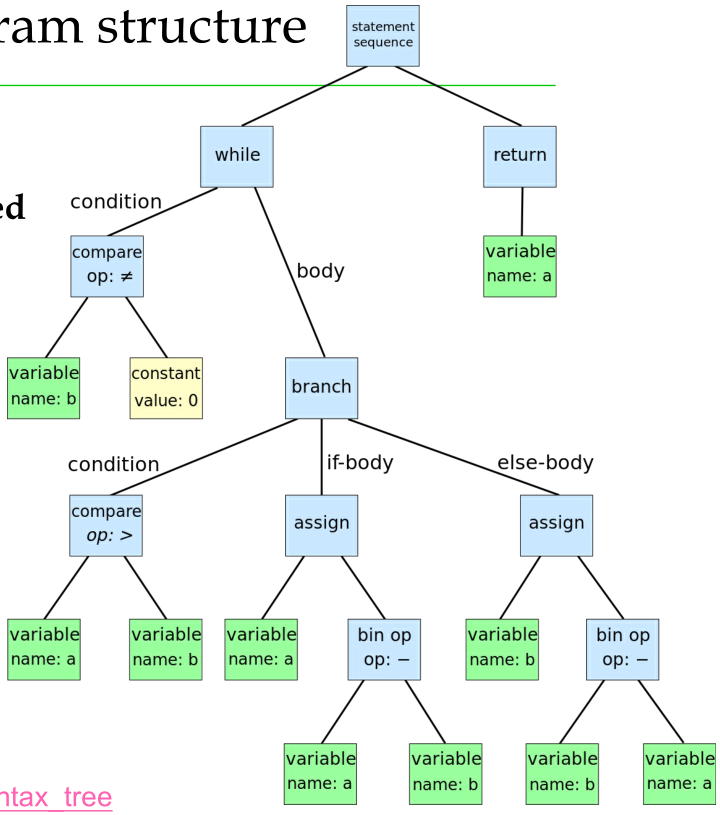 ram structure
statement
sequence
while
return
ed
condition
compare
op: ≠
body
variable
name: a
variable
name: b
constant
value: 0
branch
condition
if-body
else-body
compare
op: >
assign
assign
variable
name: a
variable
name: b
variable
name: a
bin op
op: −
variable
name: b
bin op
op: −
variable
name: a
variable
name: b
variable
name: b
variable
name: a
ntax_tree